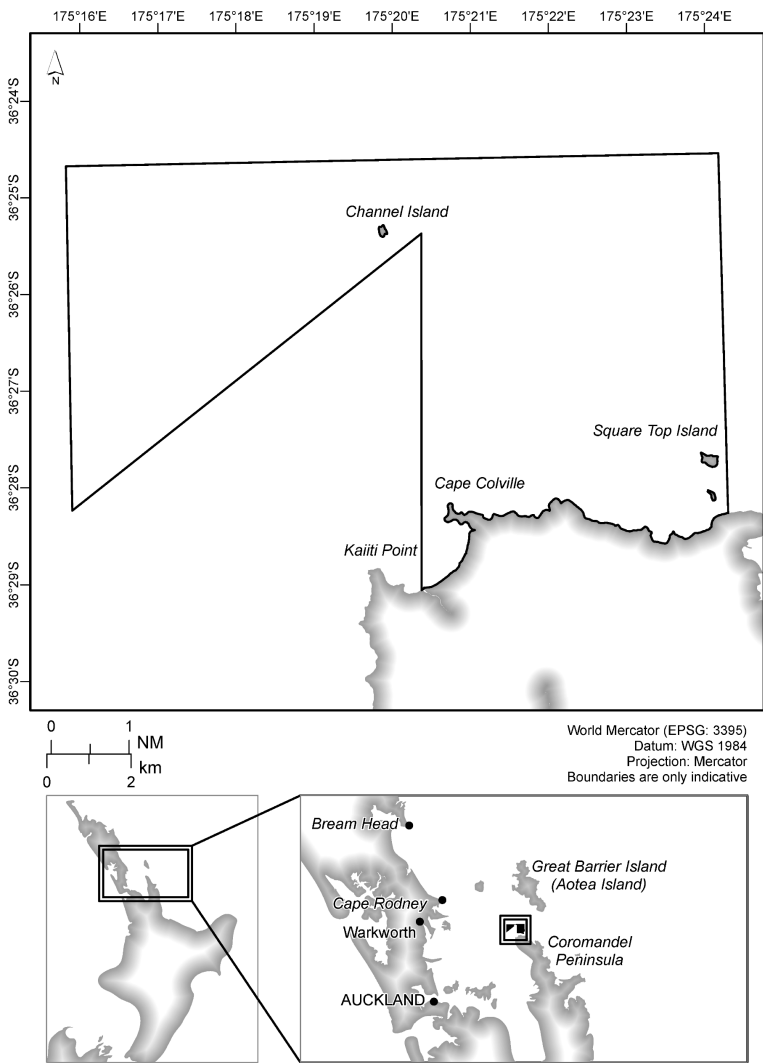 175°16'E 175°17'E 175°18'E 175°19'E 175°20'E 175°21'E 175°22'E 175°23'E 175°24'E
N
36°24'S
36°25'S
Channel Island
36°26'S
36°27'S
Square Top Island
36°28'S
Cape Colville
Kaiiti Point
36°29'S
36°30'S
0 1
NM
km
0 2
World Mercator (EPSG: 3395)
Datum: WGS 1984
Projection: Mercator
Boundaries are only indicative
Bream Head
Great Barrier Island
(Aotea Island)
Cape Rodney
Warkworth
Coromandel
Peninsula
AUCKLAND